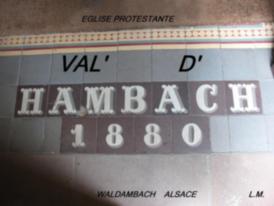 EGLISE PROTESTANTE
VAL' D'
HAMBACH
1880
WALDAMBACH ALSACE L.M.